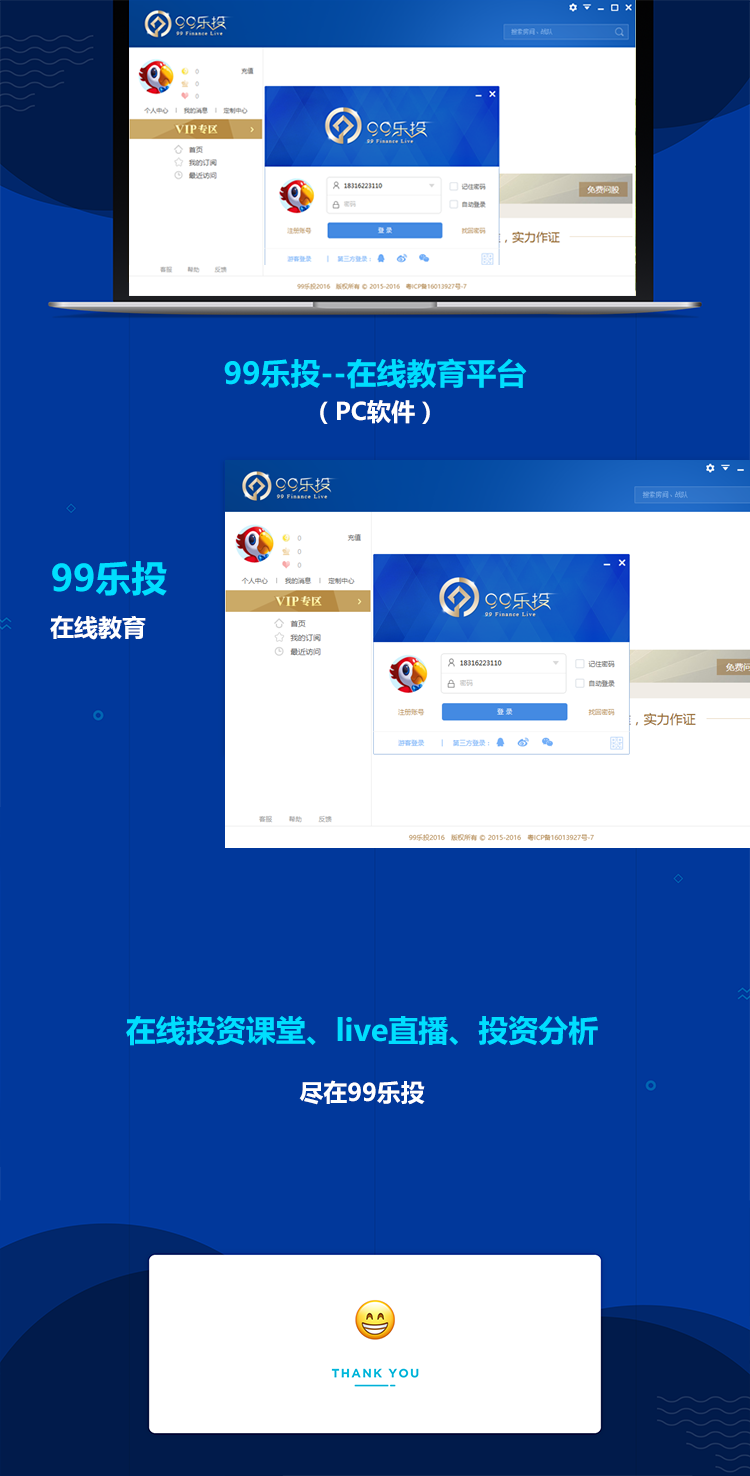 99乐投
99 Finance Live
搜索房间、战队
0
充值
0
0
个人中心 | 我的消息 | 定制中心
VIP专区 >
首页
我的订阅
最近访问
99乐投
99 Finance Live
18316223110
记住密码
密码
自动登录
注册账号
登 录
找回密码
游客登录 | 第三方登录：
免费问股
，实力作证
客服 帮助 反馈
99乐投2016 版权所有 © 2015-2016 粤ICP备16013927号-7
99乐投--在线教育平台
（PC软件）
99乐投
在线教育
99乐投
99 Finance Live
搜索房间、战队
0
充值
0
0
个人中心 | 我的消息 | 定制中心
VIP专区 >
首页
我的订阅
最近访问
99乐投
99 Finance Live
18316223110
记住密码
密码
自动登录
注册账号
登 录
找回密码
游客登录 | 第三方登录：
免费问
，实力作证
客服 帮助 反馈
99乐投2016 版权所有 © 2015-2016 粤ICP备16013927号-7
在线投资课堂、live直播、投资分析
尽在99乐投
THANK YOU